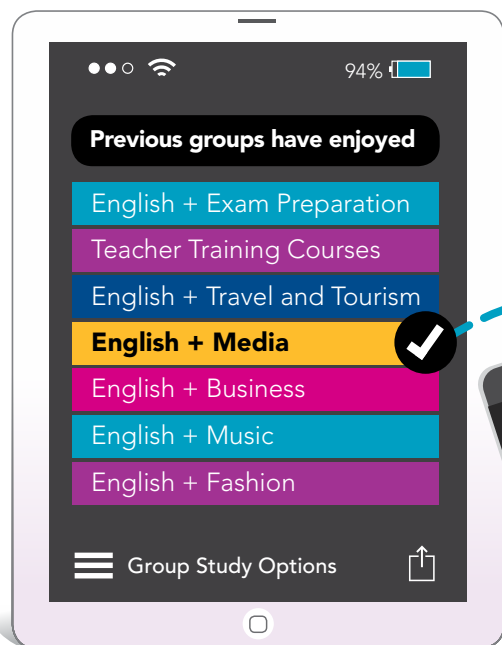 94%
Previous groups have enjoyed
English + Exam Preparation
Teacher Training Courses
English + Travel and Tourism
English + Media
English + Business
English + Music
English + Fashion
Group Study Options